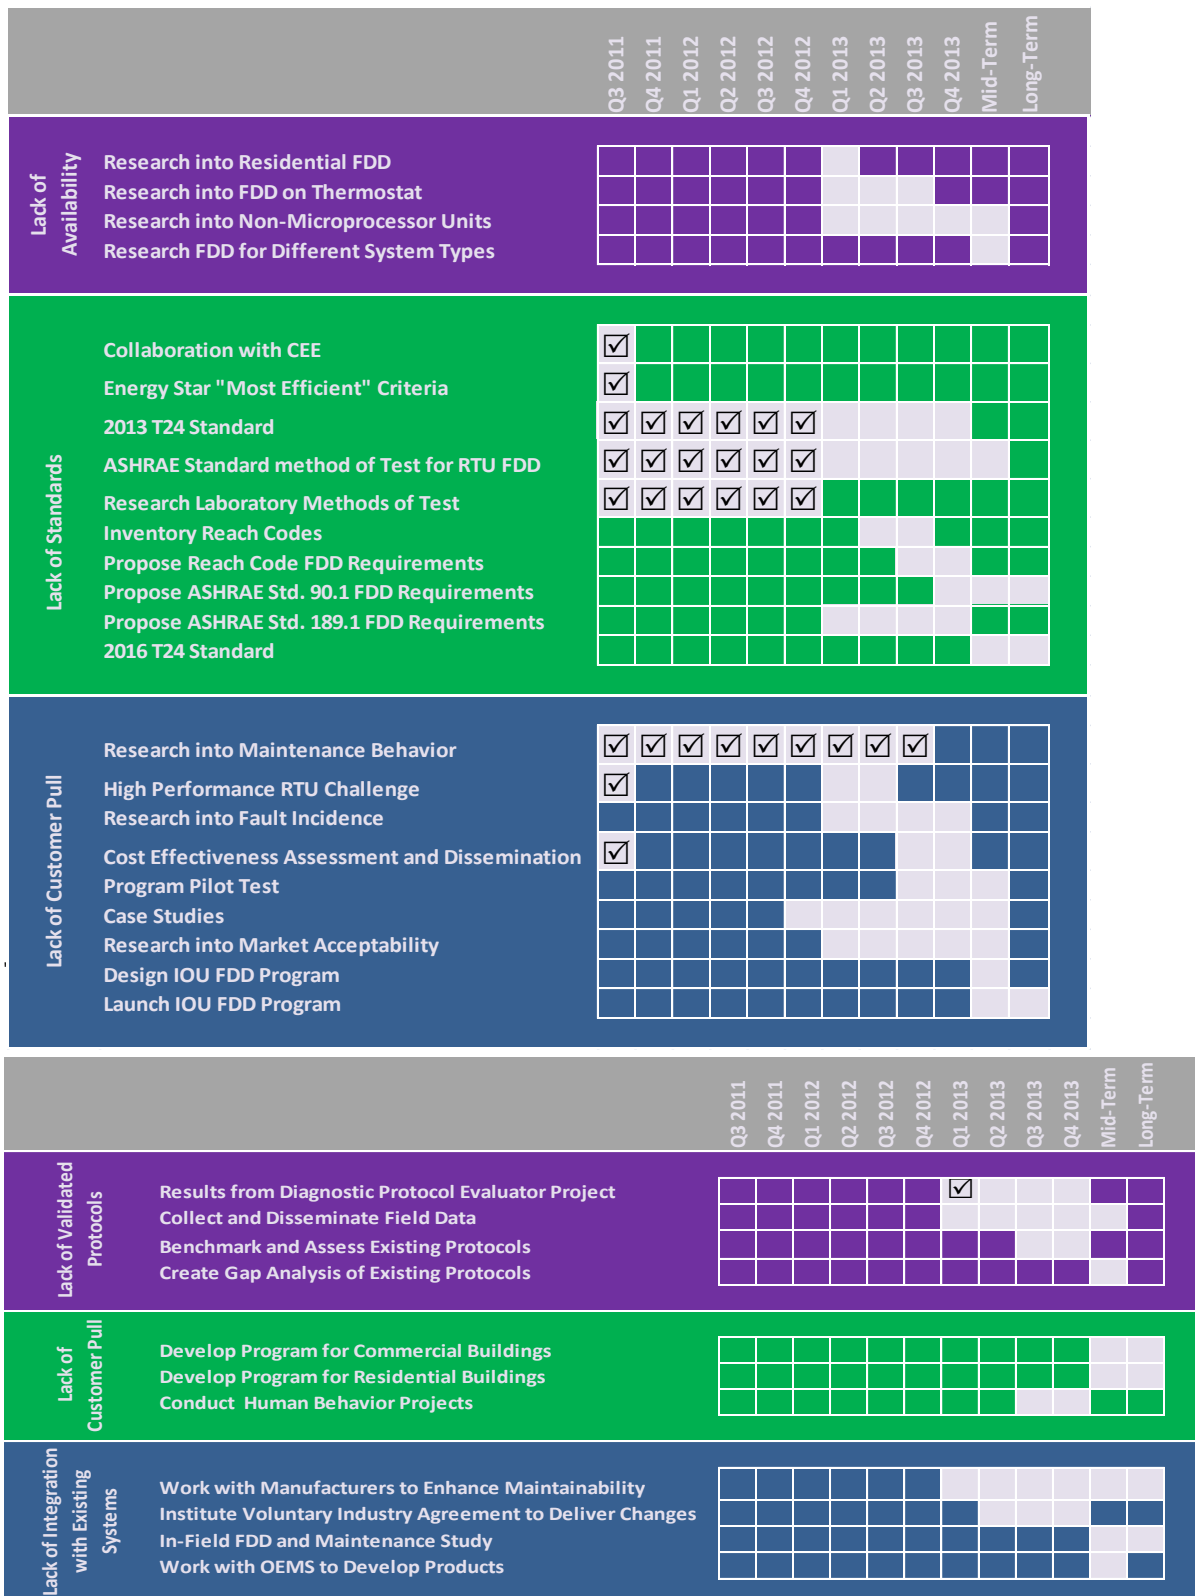 Q3 2011
Q4 2011
Q1 2012
Q2 2012
Q3 2012
Q4 2012
Q1 2013
Q2 2013
Q3 2013
Q4 2013
Mid-Term
Long-Term
Lack of
Availability
Research into Residential FDD
Research into FDD on Thermostat
Research into Non-Microprocessor Units
Research FDD for Different System Types
Lack of Standards
Collaboration with CEE
Energy Star "Most Efficient" Criteria
2013 T24 Standard
ASHRAE Standard method of Test for RTU FDD
Research Laboratory Methods of Test
Inventory Reach Codes
Propose Reach Code FDD Requirements
Propose ASHRAE Std. 90.1 FDD Requirements
Propose ASHRAE Std. 189.1 FDD Requirements
2016 T24 Standard
Lack of Customer Pull
Research into Maintenance Behavior
High Performance RTU Challenge
Research into Fault Incidence
Cost Effectiveness Assessment and Dissemination
Program Pilot Test
Case Studies
Research into Market Acceptability
Design IOU FDD Program
Launch IOU FDD Program
Q3 2011
Q4 2011
Q1 2012
Q2 2012
Q3 2012
Q4 2012
Q1 2013
Q2 2013
Q3 2013
Q4 2013
Mid-Term
Long-Term
Lack of Validated
Protocols
Results from Diagnostic Protocol Evaluator Project
Collect and Disseminate Field Data
Benchmark and Assess Existing Protocols
Create Gap Analysis of Existing Protocols
Lack of
Customer Pull
Develop Program for Commercial Buildings
Develop Program for Residential Buildings
Conduct Human Behavior Projects
Lack of Integration
with Existing
Systems
Work with Manufacturers to Enhance Maintainability
Institute Voluntary Industry Agreement to Deliver Changes
In-Field FDD and Maintenance Study
Work with OEMS to Develop Products